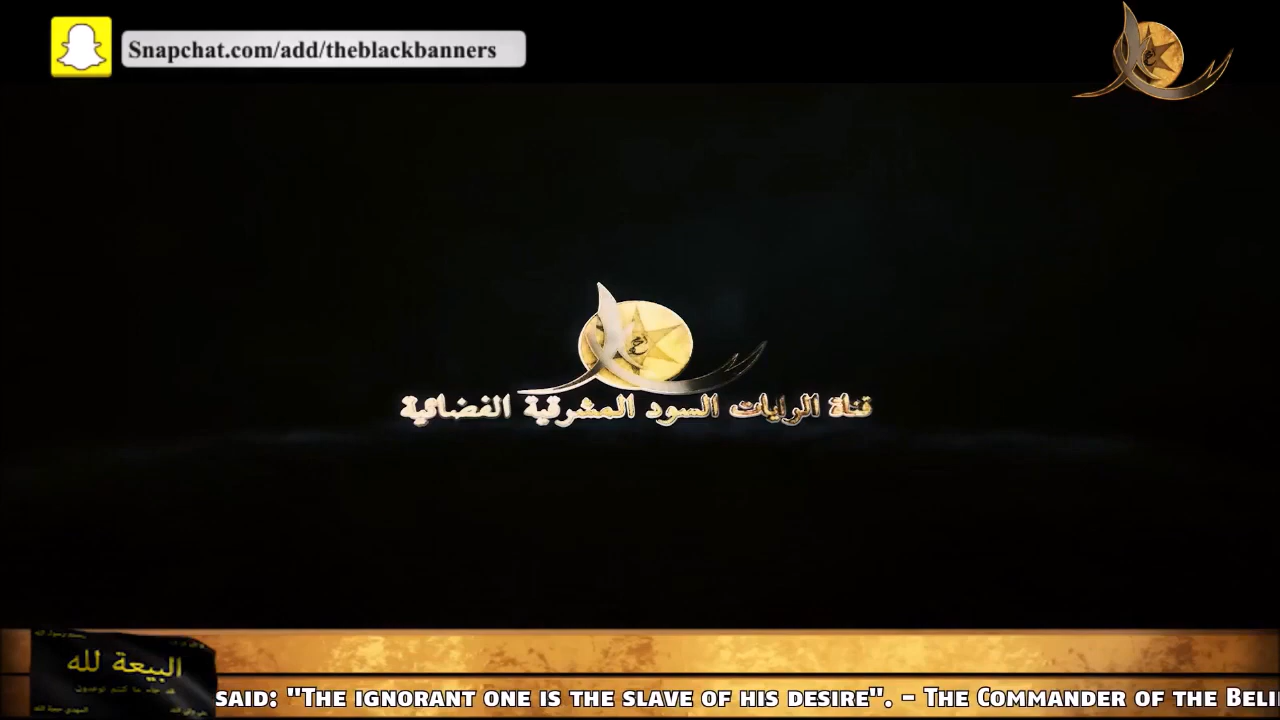 Snapchat.com/add/theblackbanners
قناة الرايات السود المشرقية الفضائية
البيعة لله
SAID: "THE IGNORANT ONE IS THE SLAVE OF HIS DESIRE". – THE COMMANDER OF THE BELI